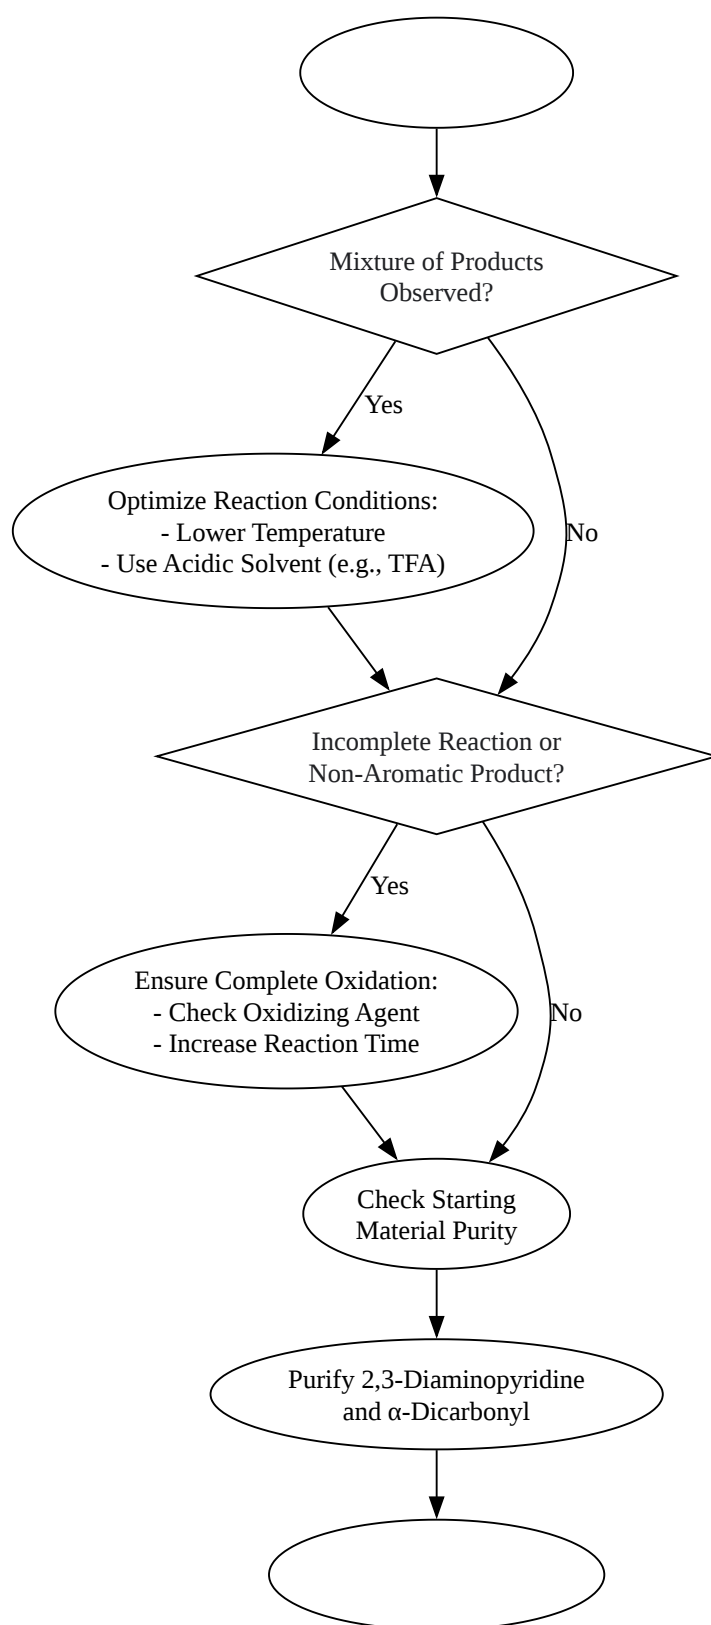 Mixture of Products
Observed?
Yes
Optimize Reaction Conditions:
- Lower Temperature
- Use Acidic Solvent (e.g., TFA)
No
Incomplete Reaction or
Non-Aromatic Product?
Yes
Ensure Complete Oxidation:
- Check Oxidizing Agent
- Increase Reaction Time
No
Check Starting
Material Purity
Purify 2,3-Diaminopyridine
and α-Dicarbonyl